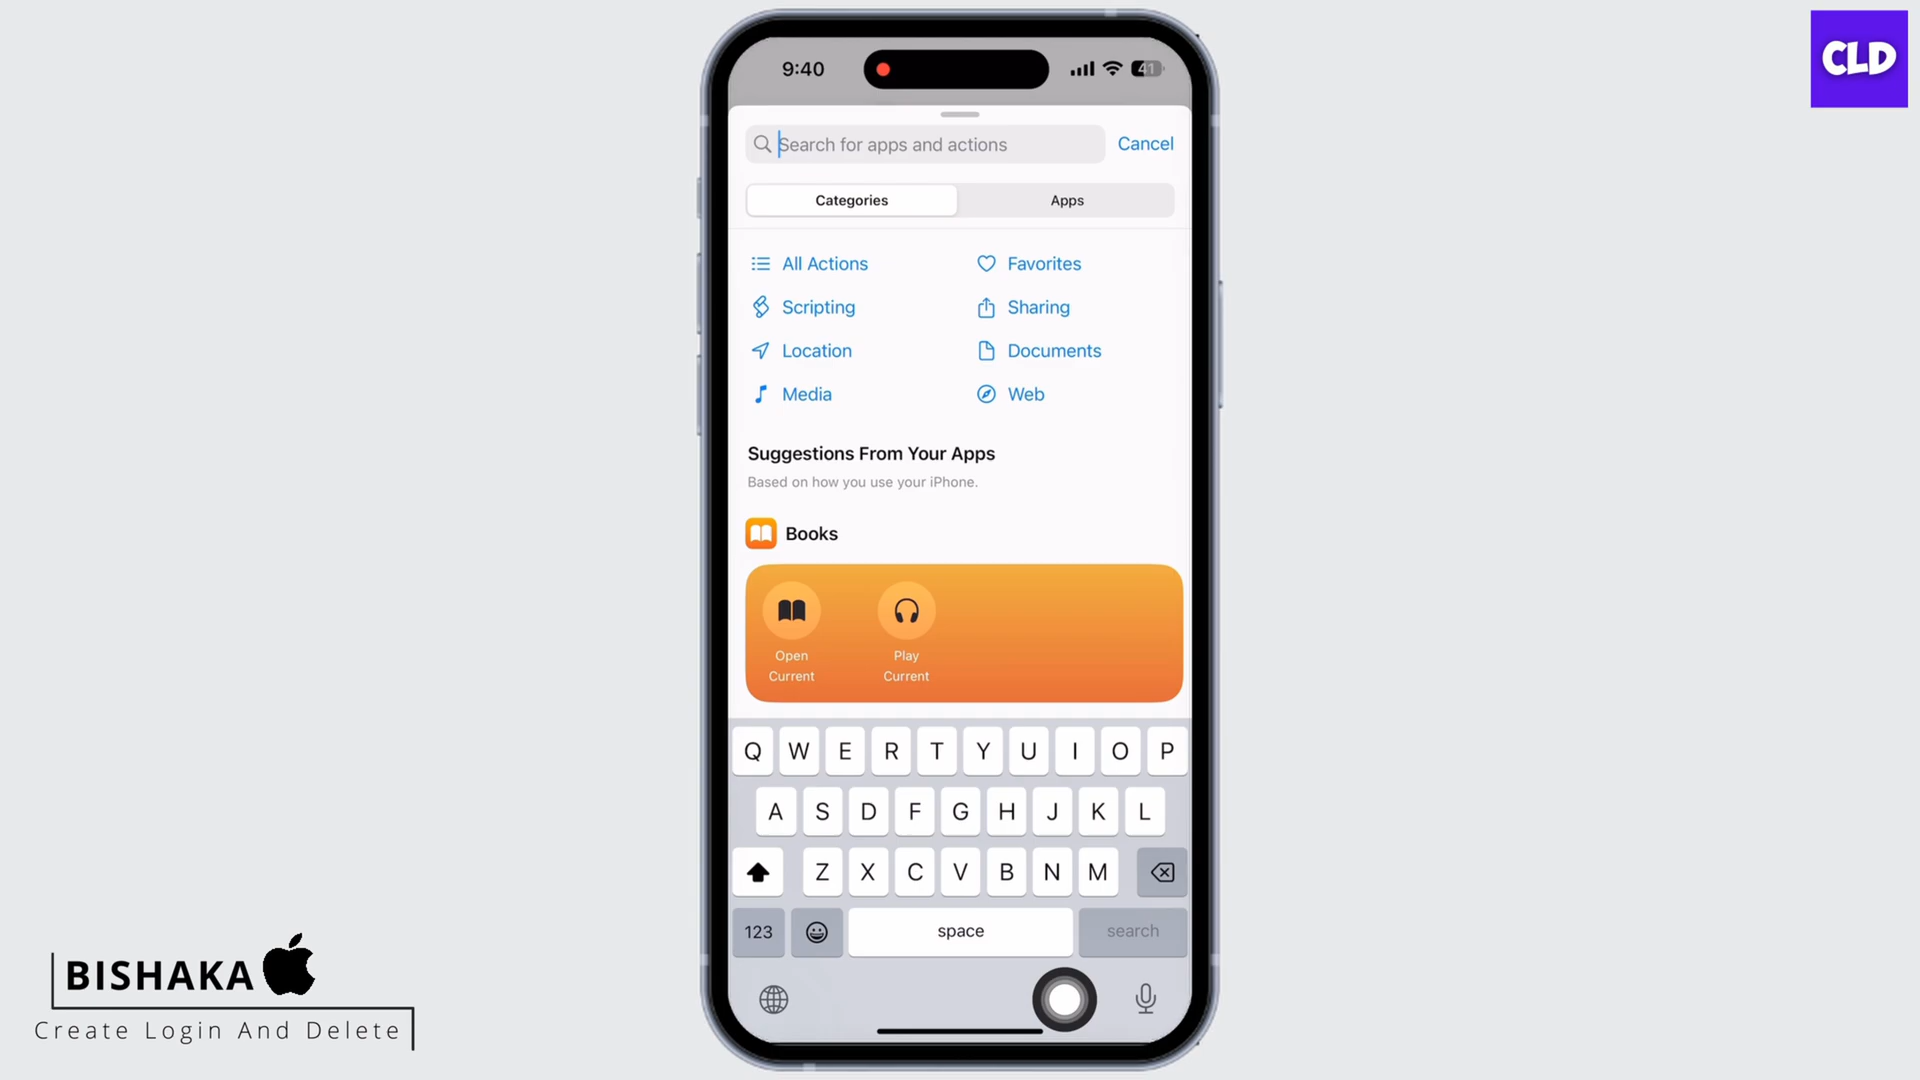 CLD
9:40
41
Search for apps and actions
Cancel
Categories
Apps
All Actions
Favorites
Scripting
Sharing
Location
Documents
Media
Web
Suggestions From Your Apps
Based on how you use your iPhone.
Books
Open
Current
Play
Current
Q W E R T Y U I O P
A S D F G H J K L
Z X C V B N M
123
space
search
BISHAKA
Create Login And Delete